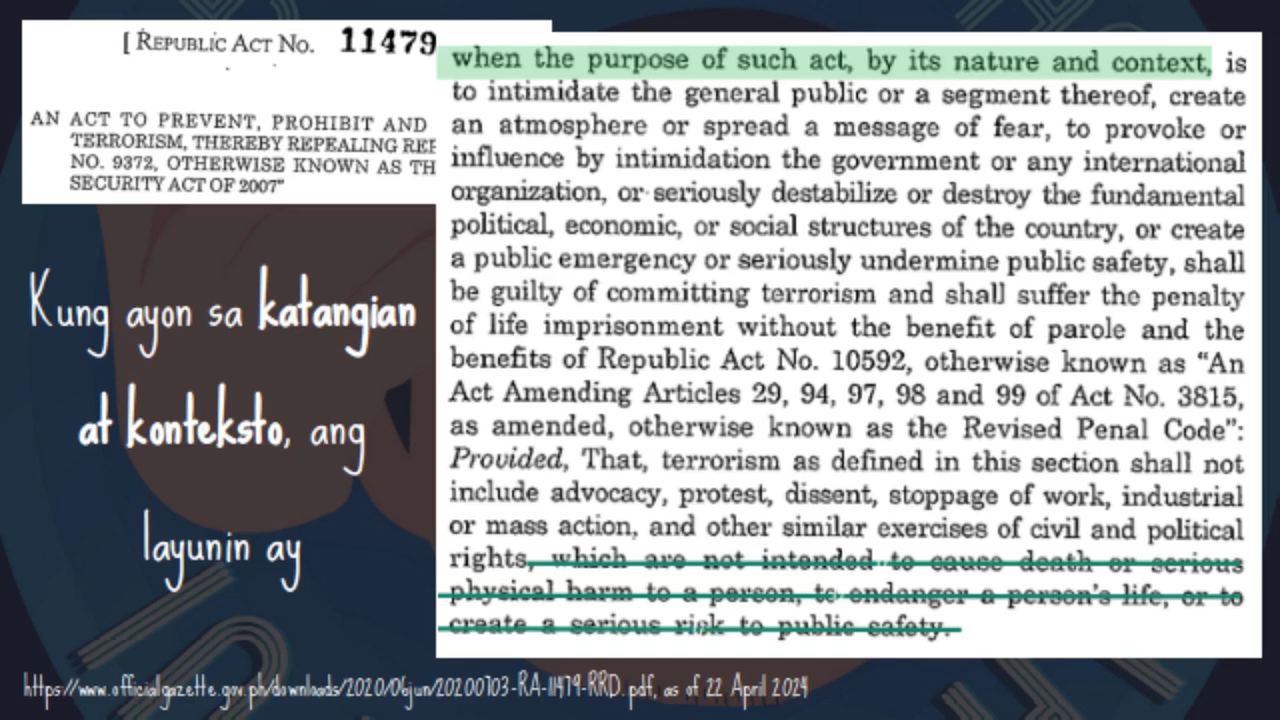 [ REPUBLIC ACT NO. 11479
AN ACT TO PREVENT, PROHIBIT AND
TERRORISM, THEREBY REPEALING
NO. 9372, OTHERWISE KNOWN AS
SECURITY ACT OF 2007"
Kung ayon sa katangian
at konteksto, ang
layunin ay
when the purpose of such act, by its nature and context, is
to intimidate the general public or a segment thereof, create
an atmosphere or spread a message of fear, to provoke or
influence by intimidation the government or any international
organization, or seriously destabilize or destroy the fundamental
political, economic, or social structures of the country, or create
a public emergency or seriously undermine public safety, shall
be guilty of committing terrorism and shall suffer the penalty
of life imprisonment without the benefit of parole and the
benefits of Republic Act No. 10592, otherwise known as “An
Act Amending Articles 29, 94, 97, 98 and 99 of Act No. 3815,
as amended, otherwise known as the Revised Penal Code”:
Provided, That, terrorism as defined in this section shall not
include advocacy, protest, dissent, stoppage of work, industrial
or mass action, and other similar exercises of civil and political
rights, which are not intended to cause death or serious
physical harm to a person, to endanger a person’s life, or to
create a serious risk to public safety.
https://www.officialgazette.gov.ph/downloads/2020/06jun/20200703-RA-11479-RRD.pdf, as of 22 April 2024